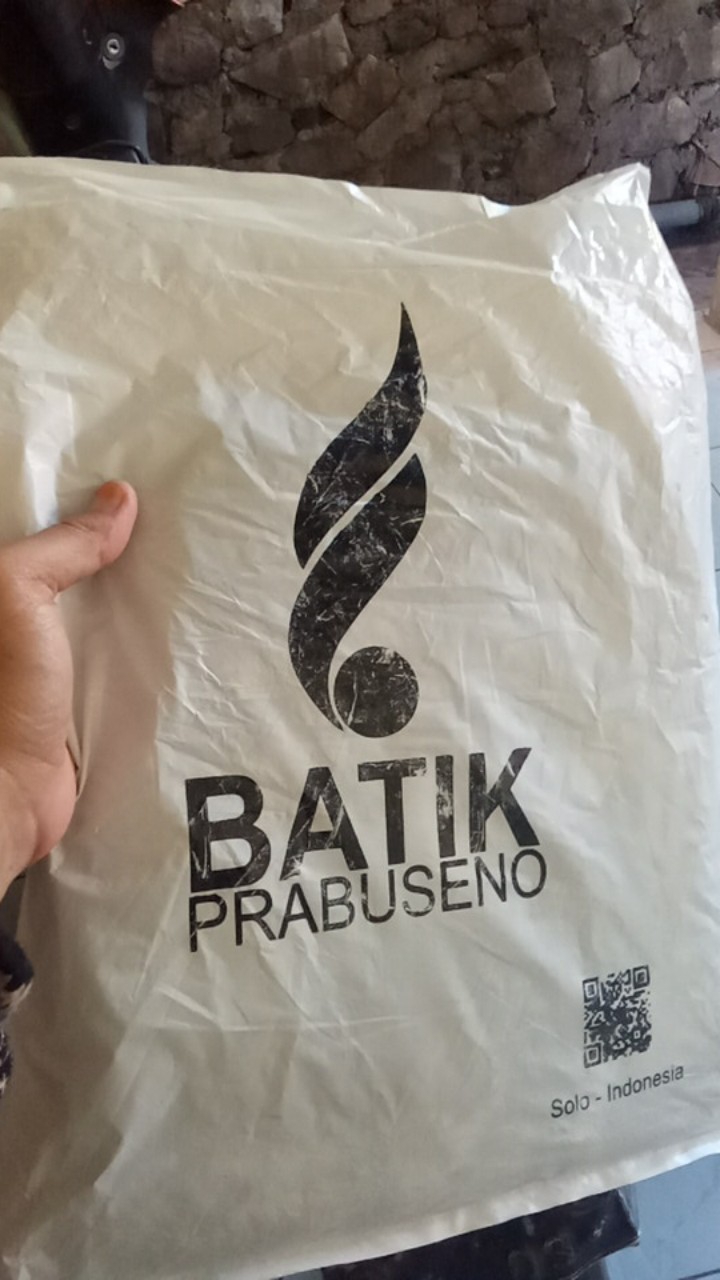 BATIK
PRABUSENO
Solo - Indonesia